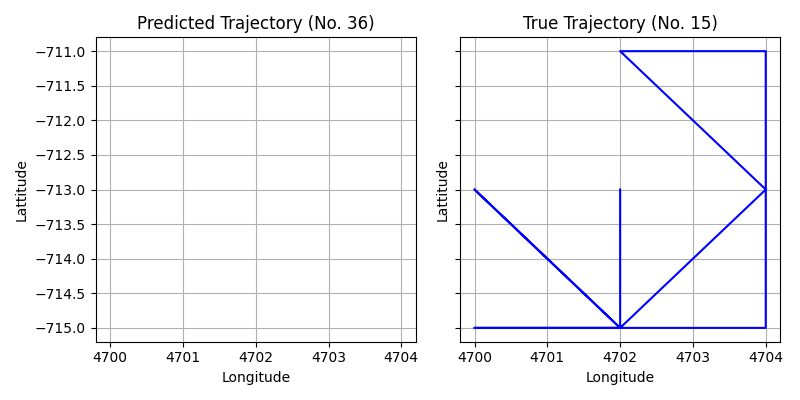 Predicted Trajectory (No. 36)
−711.0
−711.5
−712.0
−712.5
−713.0
−713.5
−714.0
−714.5
−715.0
Lattitude
4700 4701 4702 4703 4704
Longitude
True Trajectory (No. 15)
Lattitude
4700 4701 4702 4703 4704
Longitude